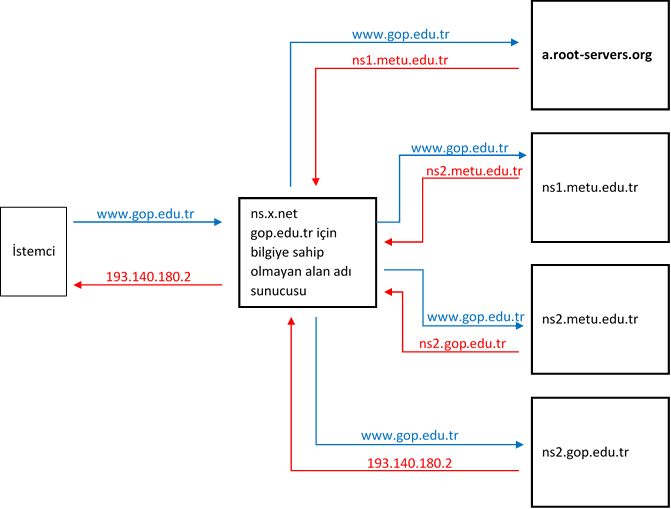 www.gop.edu.tr
a.root-servers.org
ns1.metu.edu.tr
www.gop.edu.tr
ns2.metu.edu.tr
ns1.metu.edu.tr
www.gop.edu.tr
ns.x.net
gop.edu.tr için
bilgiye sahip
olmayan alan adı
sunucusu
İstemci
193.140.180.2
www.gop.edu.tr
ns2.metu.edu.tr
ns2.gop.edu.tr
www.gop.edu.tr
193.140.180.2
ns2.gop.edu.tr